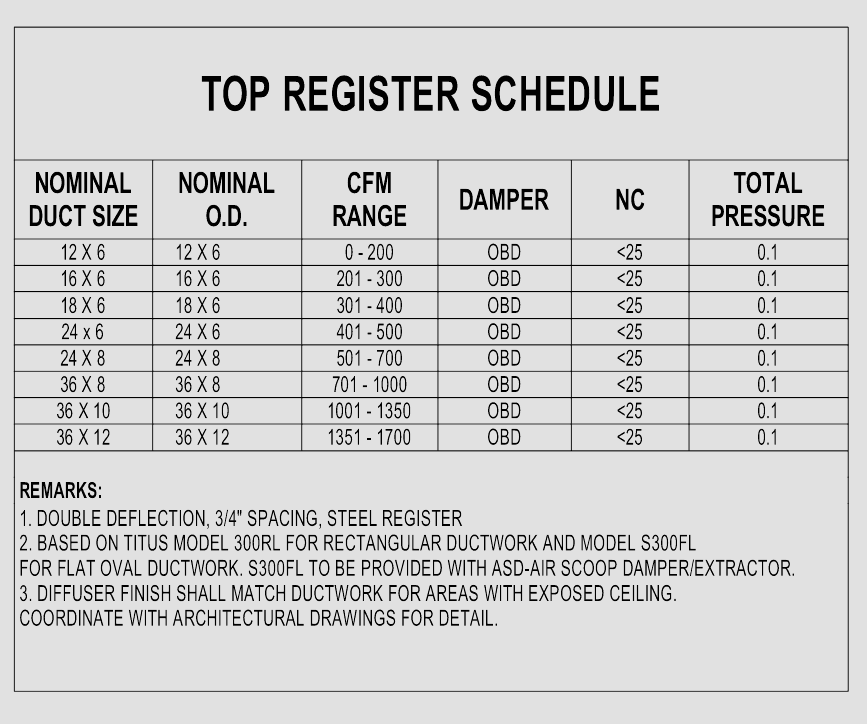 TOP REGISTER SCHEDULE
NOMINAL DUCT SIZE NOMINAL O.D. CFM RANGE DAMPER NC TOTAL PRESSURE
12 X 6 12 X 6 0 - 200 OBD <25 0.1
16 X 6 16 X 6 201 - 300 OBD <25 0.1
18 X 6 18 X 6 301 - 400 OBD <25 0.1
24 x 6 24 X 6 401 - 500 OBD <25 0.1
24 X 8 24 X 8 501 - 700 OBD <25 0.1
36 X 8 36 X 8 701 - 1000 OBD <25 0.1
36 X 10 36 X 10 1001 - 1350 OBD <25 0.1
36 X 12 36 X 12 1351 - 1700 OBD <25 0.1
REMARKS:
1. DOUBLE DEFLECTION, 3/4" SPACING, STEEL REGISTER
2. BASED ON TITUS MODEL 300RL FOR RECTANGULAR DUCTWORK AND MODEL S300FL
FOR FLAT OVAL DUCTWORK. S300FL TO BE PROVIDED WITH ASD-AIR SCOOP DAMPER/EXTRACTOR.
3. DIFFUSER FINISH SHALL MATCH DUCTWORK FOR AREAS WITH EXPOSED CEILING.
COORDINATE WITH ARCHITECTURAL DRAWINGS FOR DETAIL.